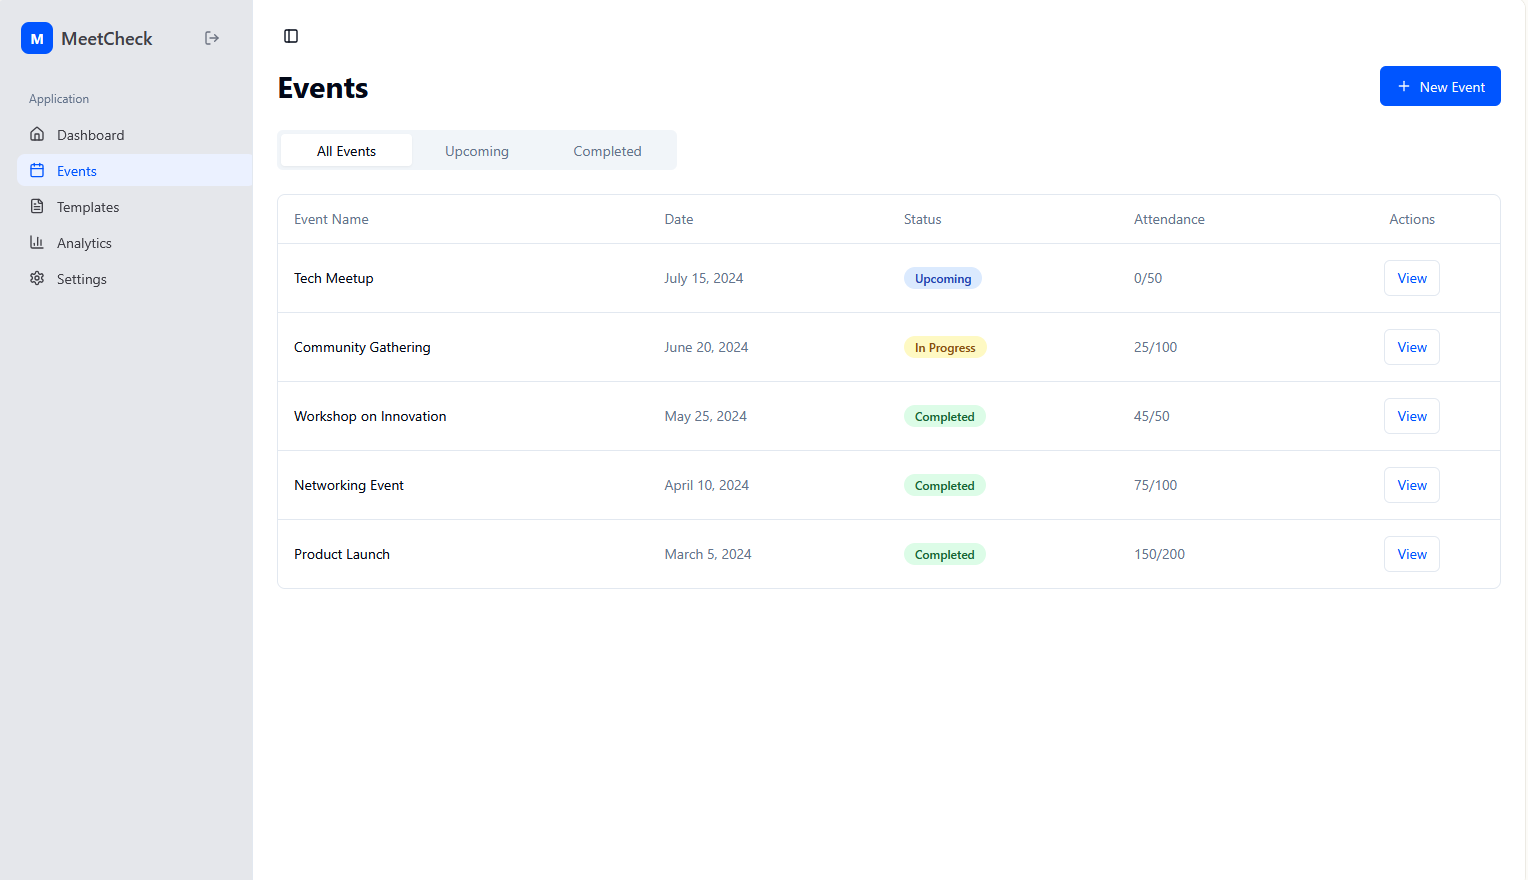 M MeetCheck
Application
Dashboard
Events
Templates
Analytics
Settings
Events
+ New Event
All Events Upcoming Completed
Event Name Date Status Attendance Actions
Tech Meetup July 15, 2024 Upcoming 0/50 View
Community Gathering June 20, 2024 In Progress 25/100 View
Workshop on Innovation May 25, 2024 Completed 45/50 View
Networking Event April 10, 2024 Completed 75/100 View
Product Launch March 5, 2024 Completed 150/200 View